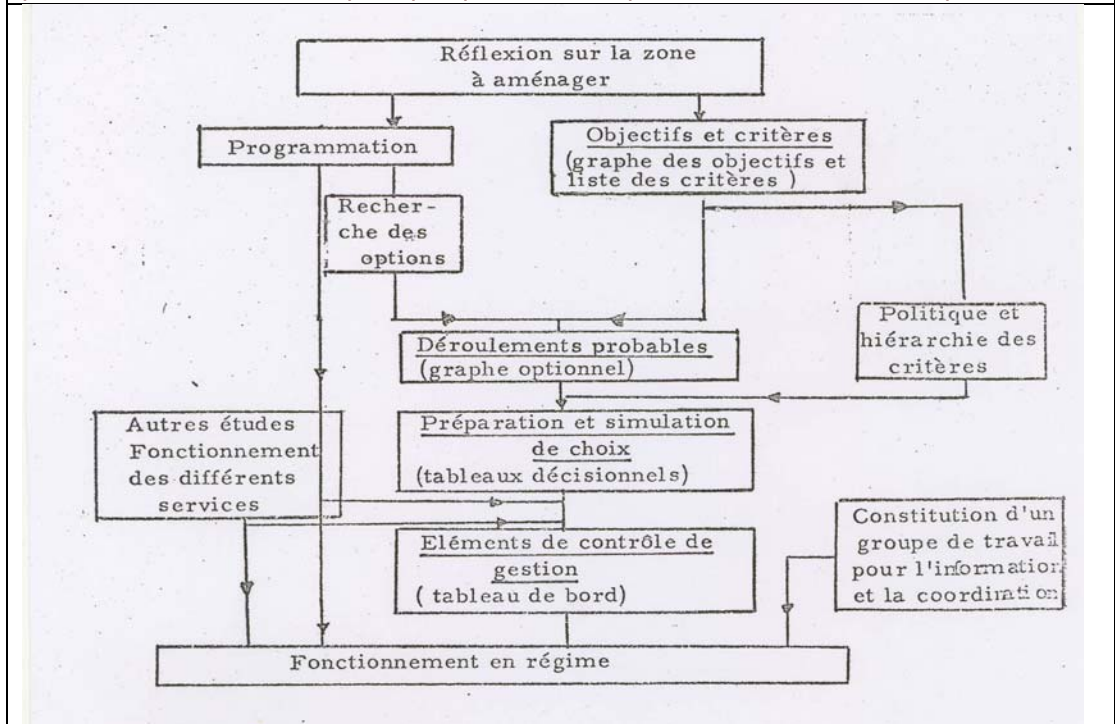 Réflexion sur la zone
à aménager
Programmation
Objectifs et critères
(graphe des objectifs et
liste des critères )
Recher-
che des
options
Déroulements probables
(graphe optionnel)
Politique et
hiérarchie des
critères
Autres études
Fonctionnement
des différents
services
Préparation et simulation
de choix
(tableaux décisionnels)
Eléments de contrôle de
gestion
( tableau de bord)
Constitution d'un
groupe de travail
pour l'information
et la coordination
Fonctionnement en régime